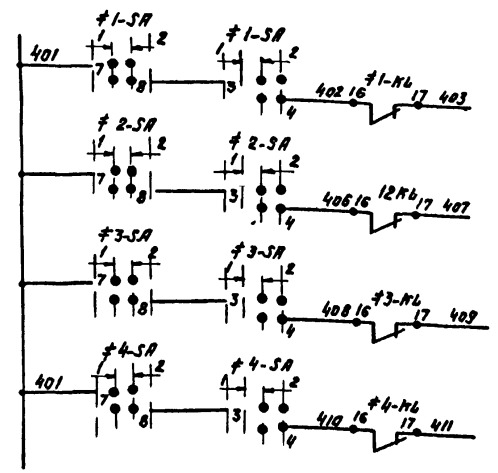 ≠1-SA ≠1-SA
401 1 2 1 2
7 8 3 4 402 16 ≠1-KL 17 403
≠2-SA ≠2-SA
1 2 1 2
7 8 3 4 406 16 12KL 17 407
≠3-SA ≠3-SA
1 2 1 2
7 8 3 4 408 16 ≠3-KL 17 409
≠4-SA ≠4-SA
401 1 2 1 2
7 8 3 4 410 16 ≠4-KL 17 411